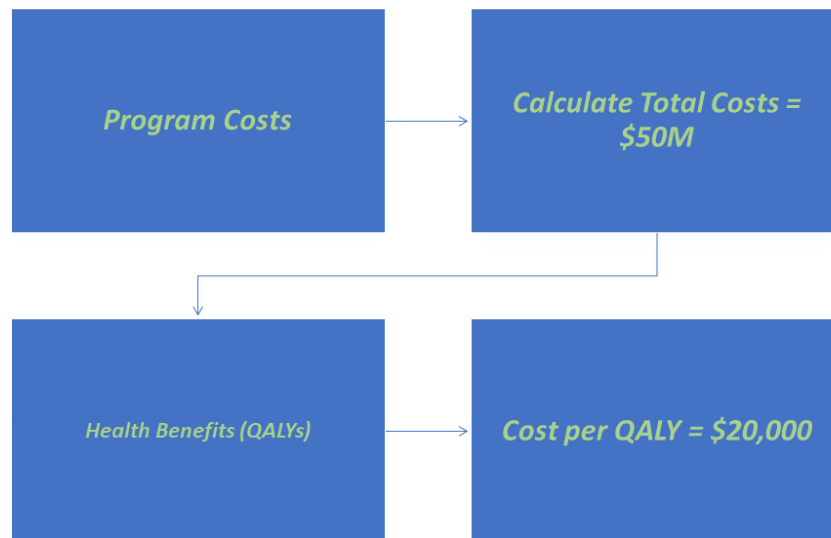 Program Costs
Calculate Total Costs =
$50M
Health Benefits (QALYs)
Cost per QALY = $20,000